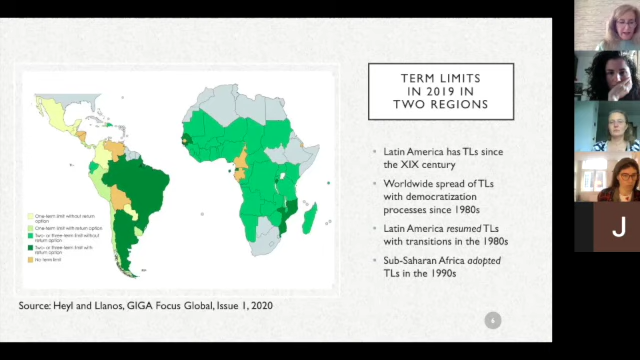 TERM LIMITS
IN 2019 IN
TWO REGIONS
One-term limit without return
option
One-term limit with return option
Two or three-term limit without
return option
Two or three-term limit with
return option
No term limit
• Latin America has TLs since
the XIX century
• Worldwide spread of TLs
with democratization
processes since 1980s
• Latin America resumed TLs
with transitions in the 1980s
• Sub-Saharan Africa adopted
TLs in the 1990s
Source: Heyl and Llanos, GIGA Focus Global, Issue 1, 2020
J